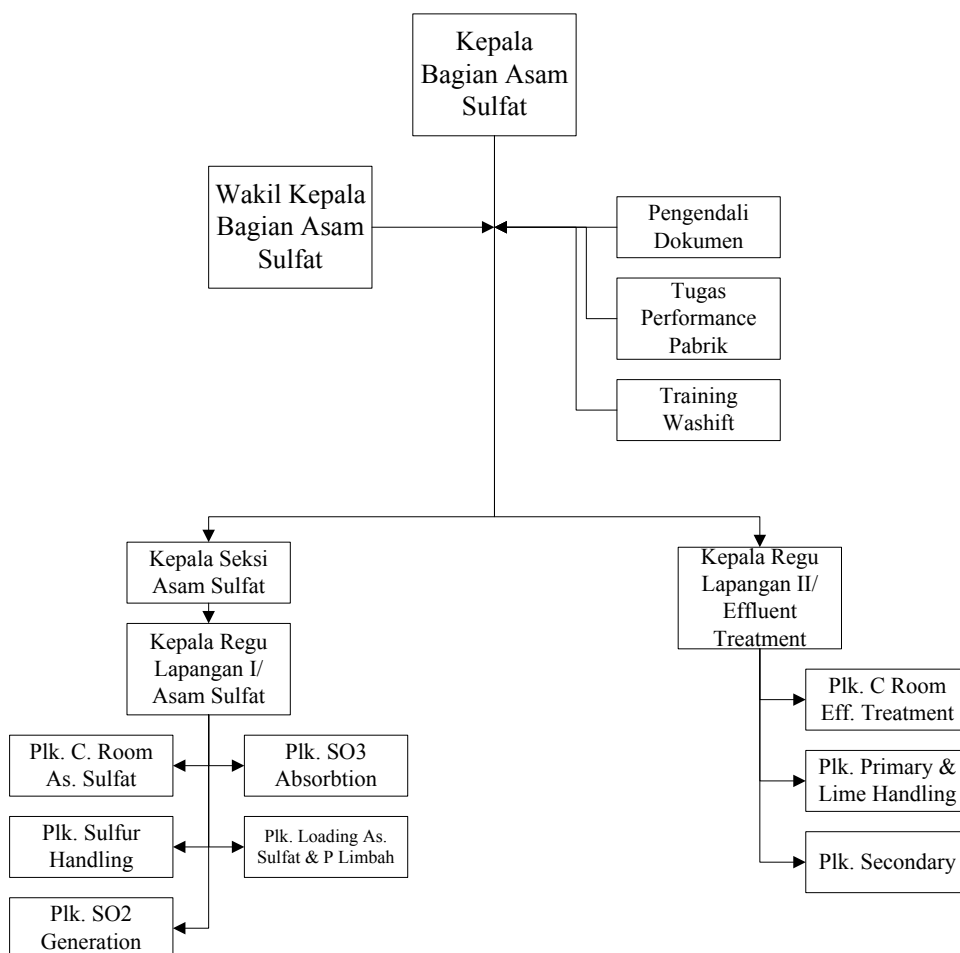 Kepala
Bagian Asam
Sulfat
Wakil Kepala
Bagian Asam
Sulfat
Pengendali
Dokumen
Tugas
Performance
Pabrik
Training
Washift
Kepala Seksi
Asam Sulfat
Kepala Regu
Lapangan I/
Asam Sulfat
Plk. C. Room
As. Sulfat
Plk. SO3
Absorbtion
Plk. Sulfur
Handling
Plk. Loading As.
Sulfat & P Limbah
Plk. SO2
Generation
Kepala Regu
Lapangan II/
Effluent
Treatment
Plk. C Room
Eff. Treatment
Plk. Primary &
Lime Handling
Plk. Secondary